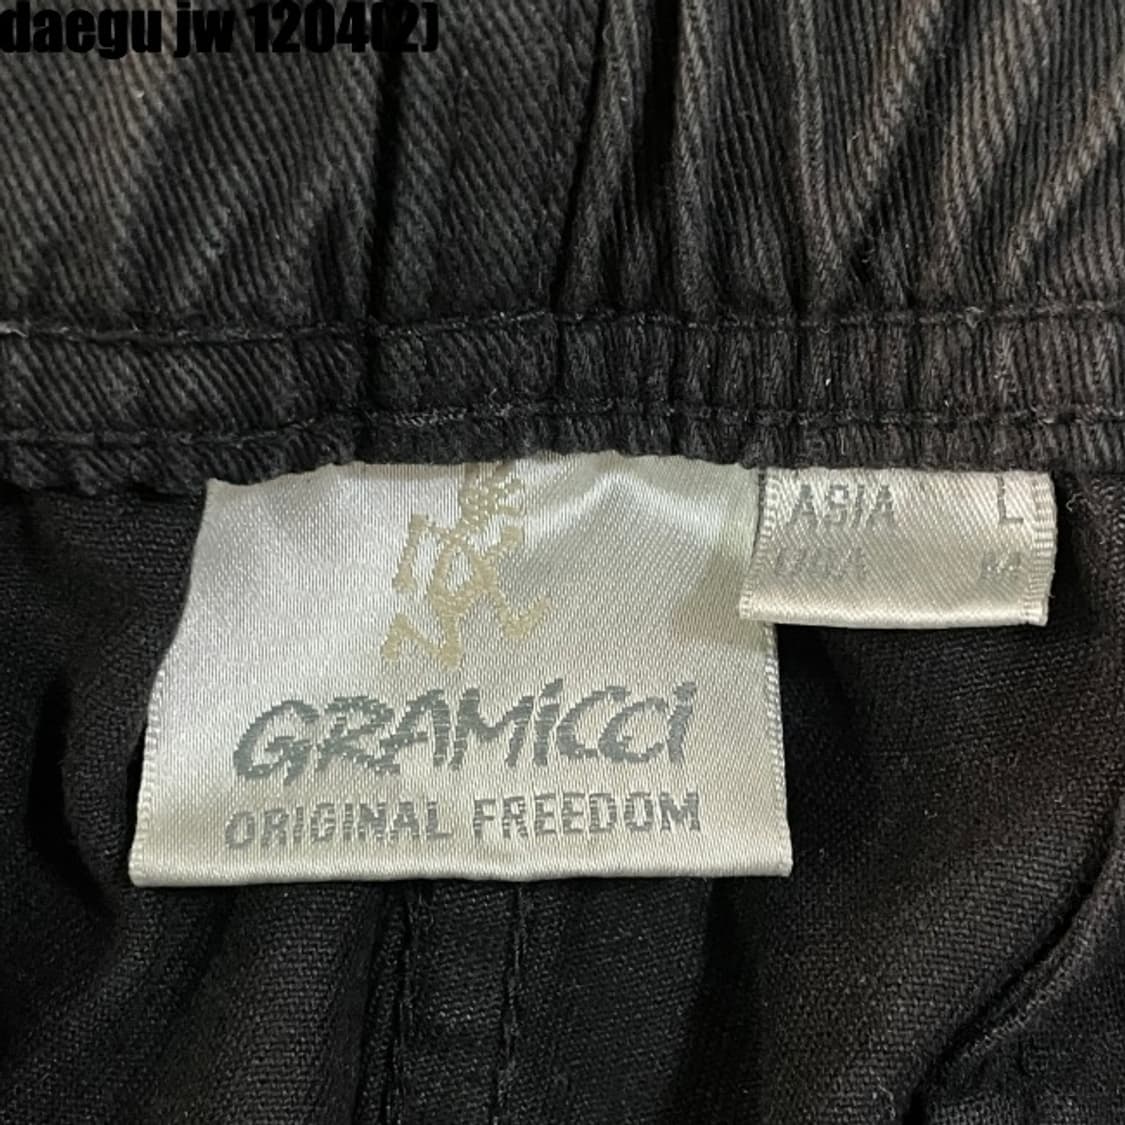 daegu jw 1204(2)
GRAMiCCi
ORIGINAL FREEDOM
ASIA L
USA M